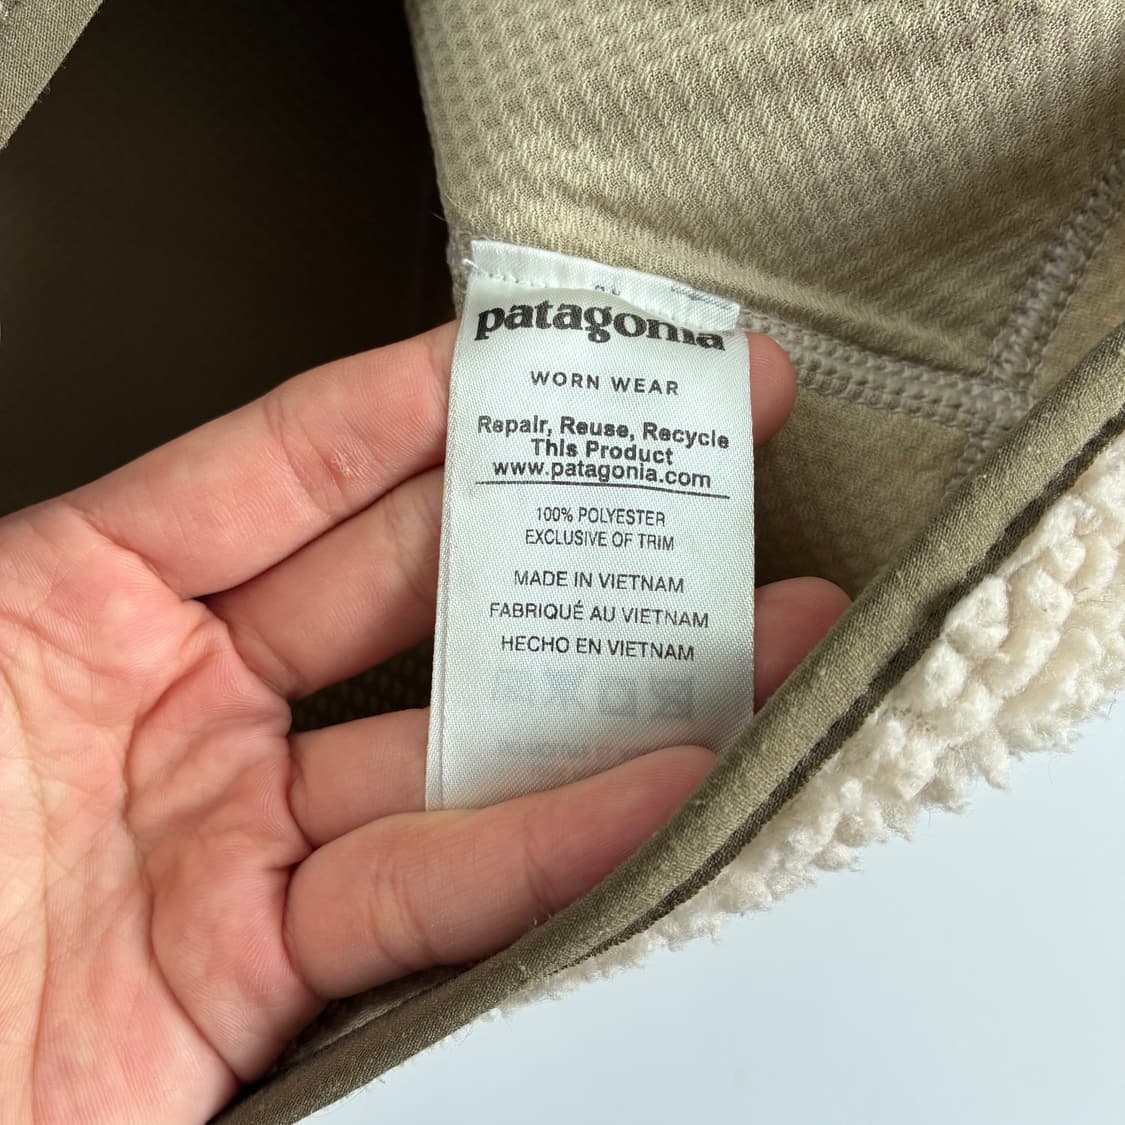 patagonia
WORN WEAR
Repair, Reuse, Recycle
This Product
www.patagonia.com
100% POLYESTER
EXCLUSIVE OF TRIM
MADE IN VIETNAM
FABRIQUÉ AU VIETNAM
HECHO EN VIETNAM